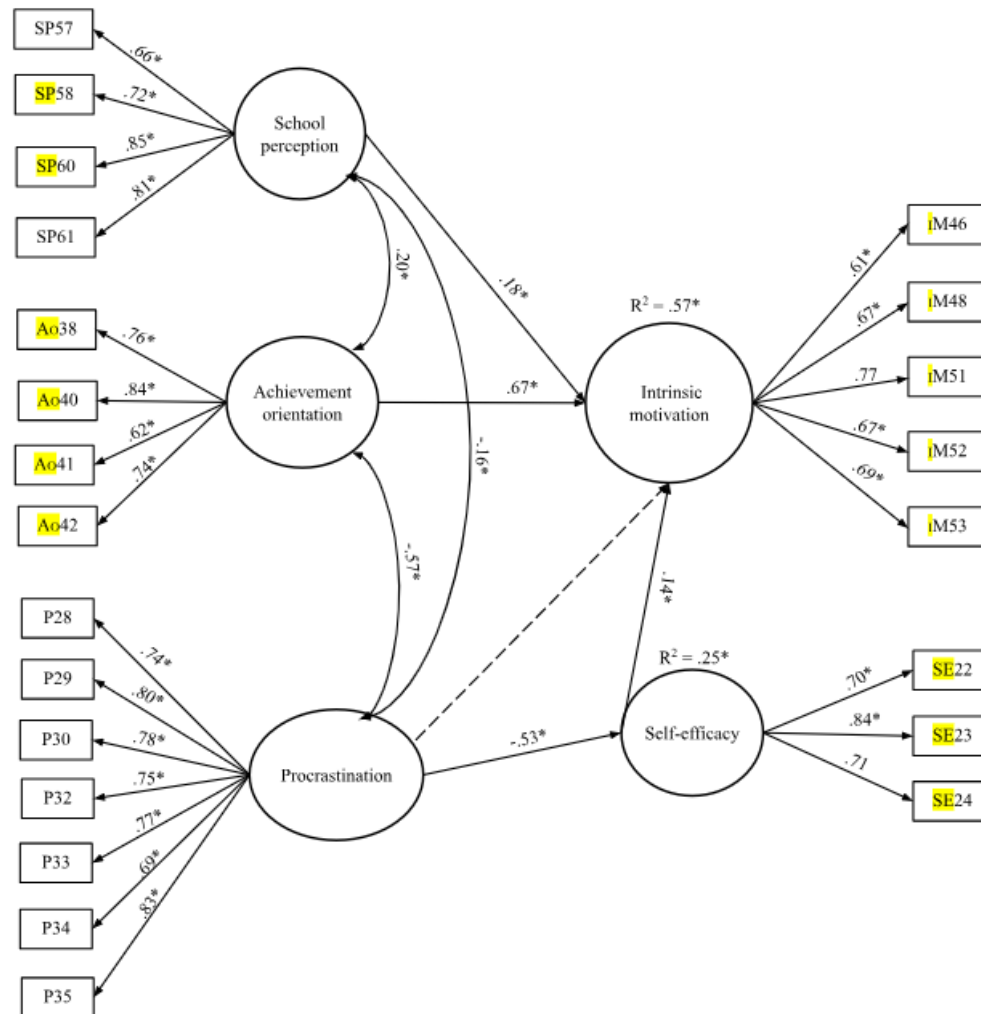 SP57
SP58
SP60
SP61
.66*
.72*
.85*
.81*
School
perception
.20*
.18*
-.16*
Ao38
Ao40
Ao41
Ao42
.76*
.84*
.62*
.74*
Achievement
orientation
.67*
R² = .57*
Intrinsic
motivation
iM46
iM48
iM51
iM52
iM53
.61*
.67*
.77
.67*
.69*
-.57*
.14*
P28
P29
P30
P32
P33
P34
P35
.74*
.80*
.78*
.75*
.77*
.69*
.83*
Procrastination
-.53*
R² = .25*
Self-efficacy
.70*
.84*
.71
SE22
SE23
SE24